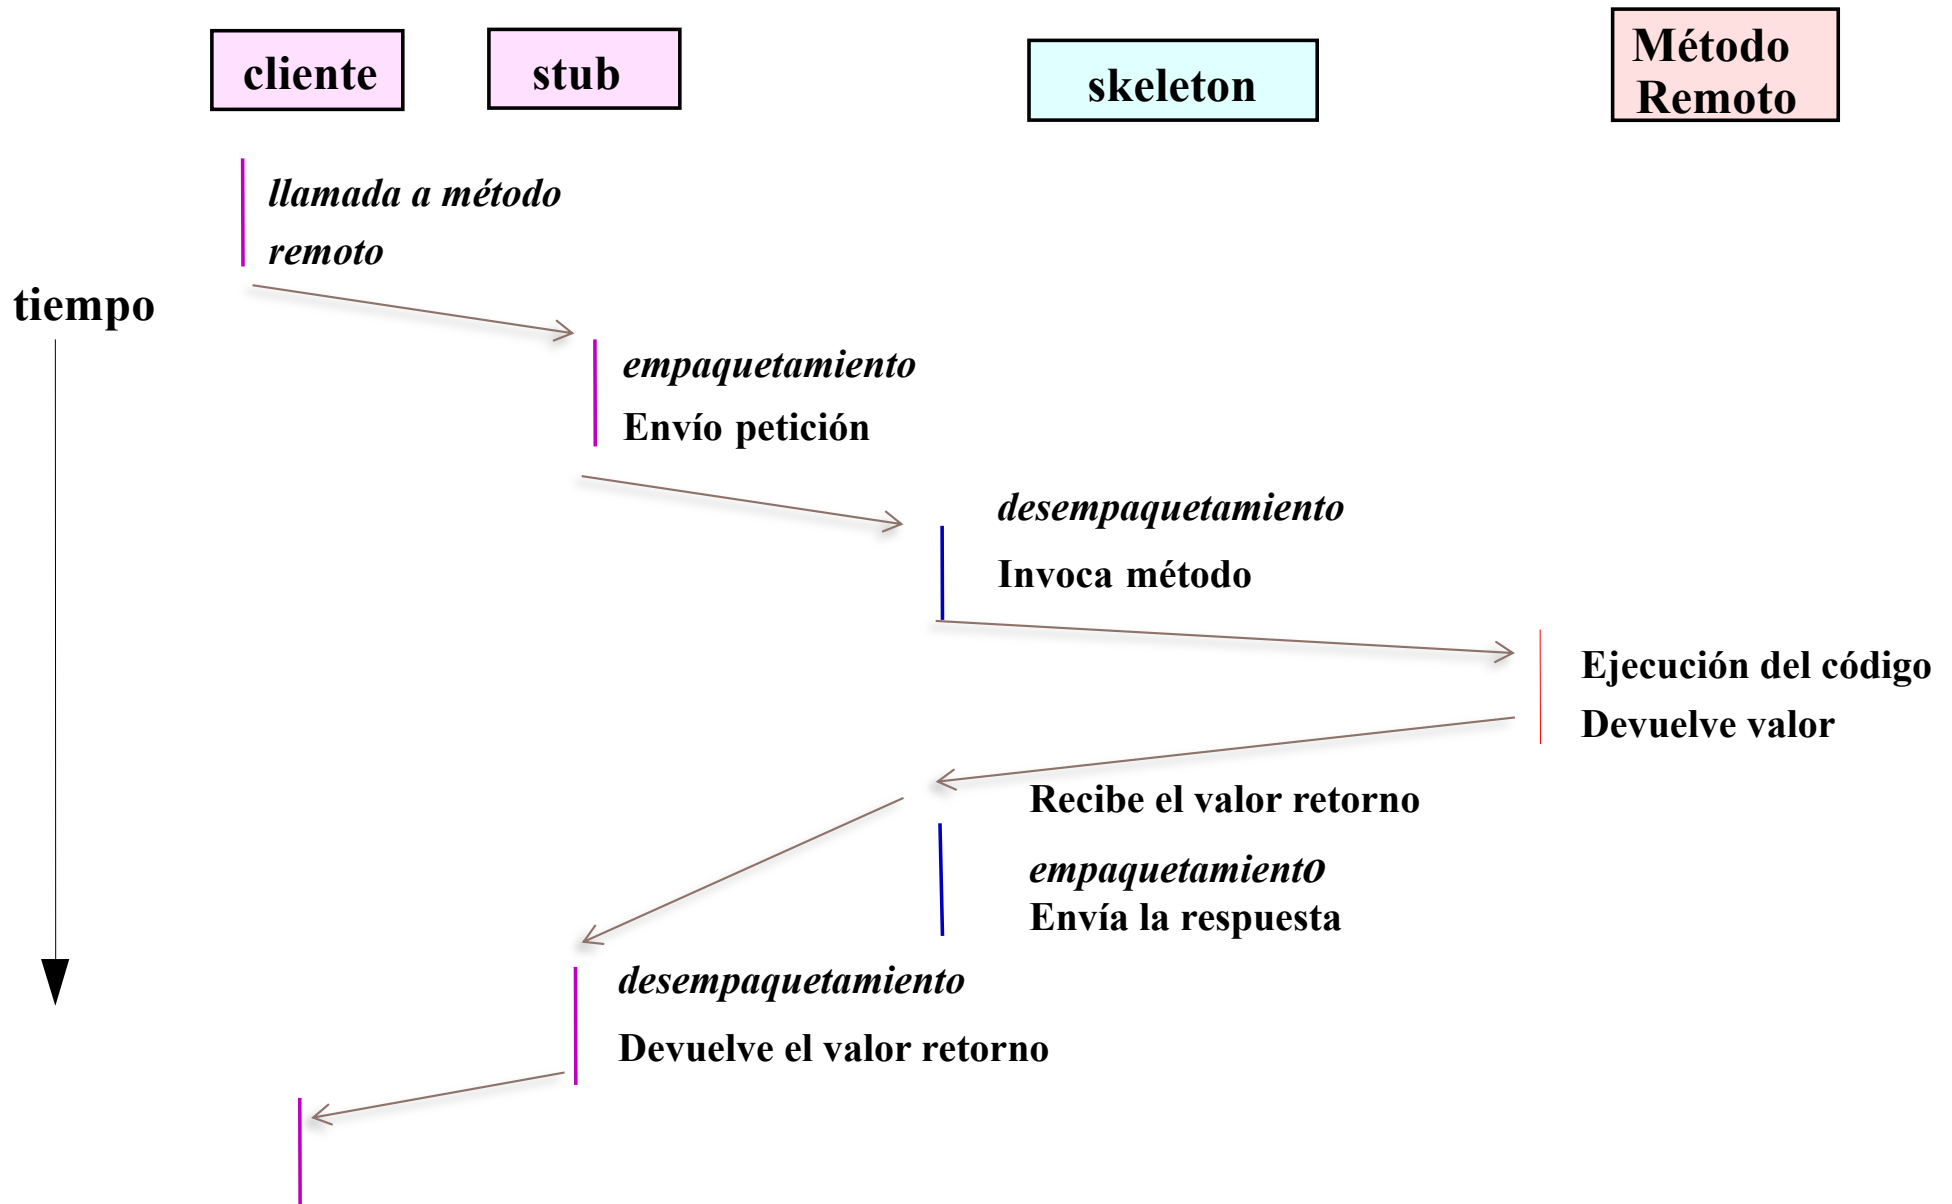 cliente
stub
skeleton
Método
Remoto
llamada a método
remoto
tiempo
empaquetamiento
Envío petición
desempaquetamiento
Invoca método
Ejecución del código
Devuelve valor
Recibe el valor retorno
empaquetamiento
Envía la respuesta
desempaquetamiento
Devuelve el valor retorno